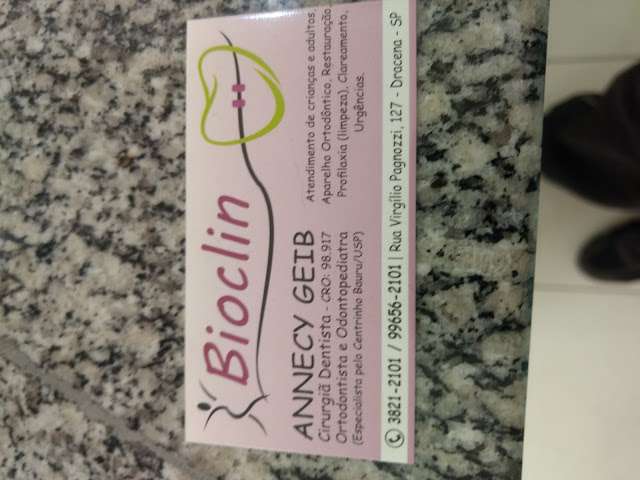 Bioclin
ANNECY GEIB
Cirurgiã Dentista - CRO: 98.917
Ortodontista e Odontopediatra
(Especialista pelo Centrinho Bauru/USP)
Atendimento de crianças e adultos
Aparelho Ortodôntico, Restauração
Profilaxia (limpeza), Clareamento,
Urgências.
3821-2101 / 99656-2101 | Rua Virgílio Pagnozzi, 127 - Dracena - SP